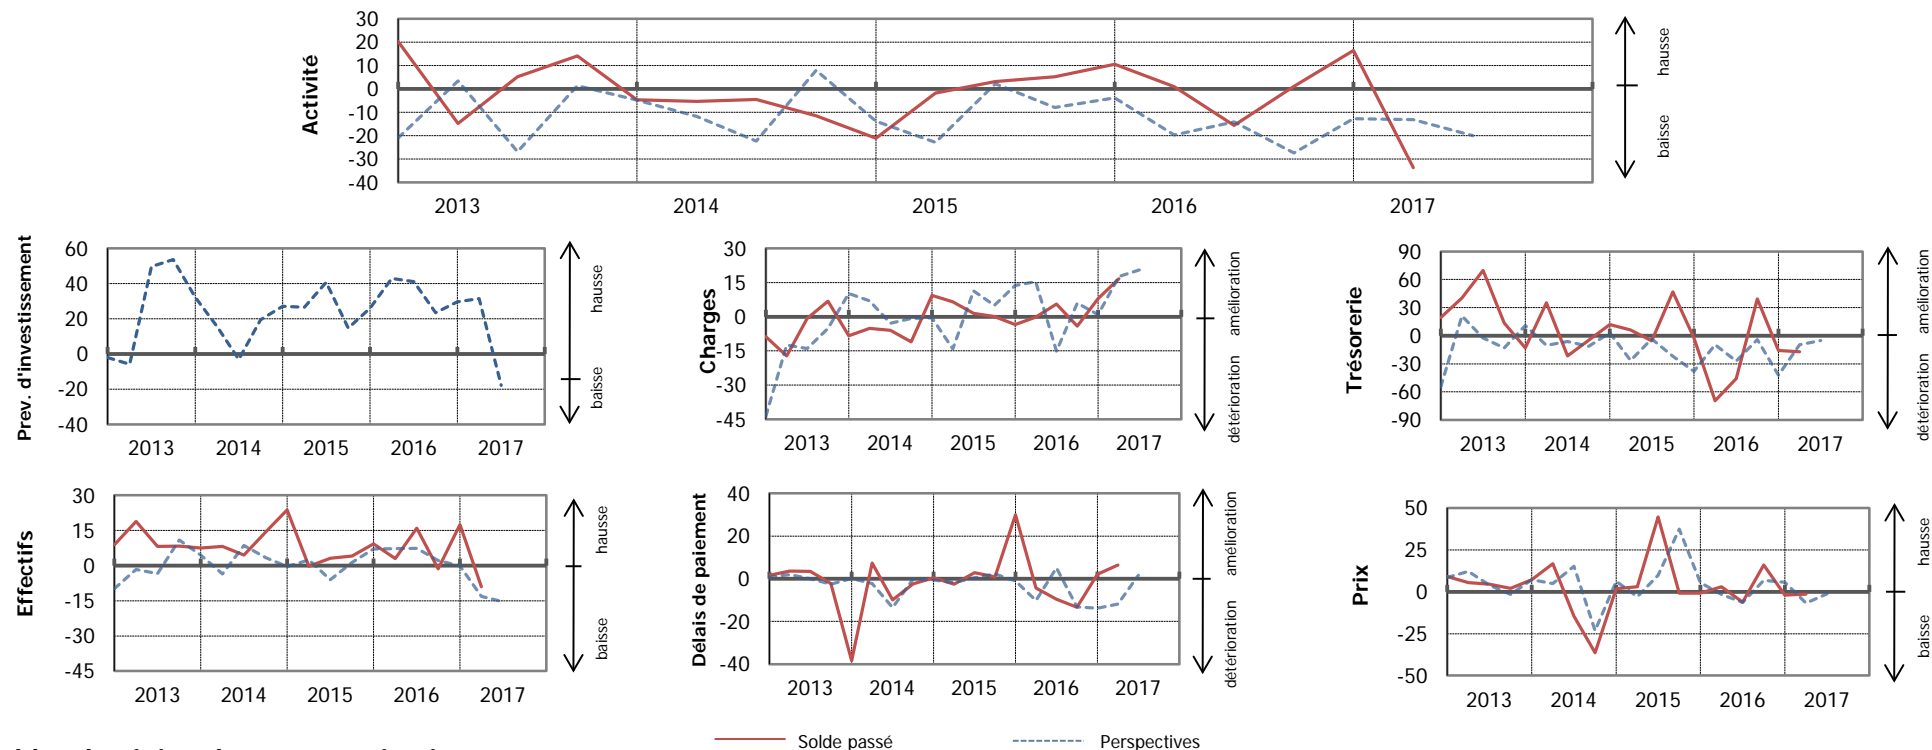 Activité
30
20
10
0
-10
-20
-30
-40
2013 2014 2015 2016 2017
hausse
baisse
Prev. d'investissement
60
40
20
0
-20
-40
2013 2014 2015 2016 2017
hausse
baisse
Charges
30
15
0
-15
-30
-45
2013 2014 2015 2016 2017
amélioration
détérioration
Trésorerie
90
60
30
0
-30
-60
-90
2013 2014 2015 2016 2017
amélioration
détérioration
Effectifs
30
15
0
-15
-30
-45
2013 2014 2015 2016 2017
hausse
baisse
Délais de paiement
40
20
0
-20
-40
2013 2014 2015 2016 2017
amélioration
détérioration
Prix
50
25
0
-25
-50
2013 2014 2015 2016 2017
hausse
baisse
Solde passé Perspectives